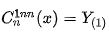 $C_n^{1nn}(x) = Y_{(1)}$